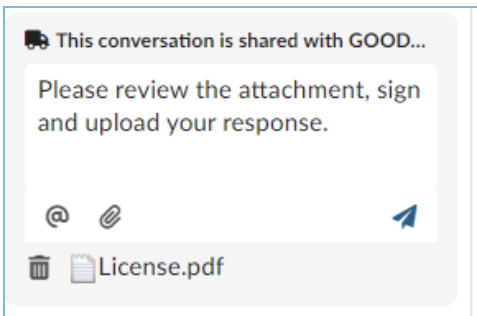 This conversation is shared with GOOD...
Please review the attachment, sign
and upload your response.
@
License.pdf